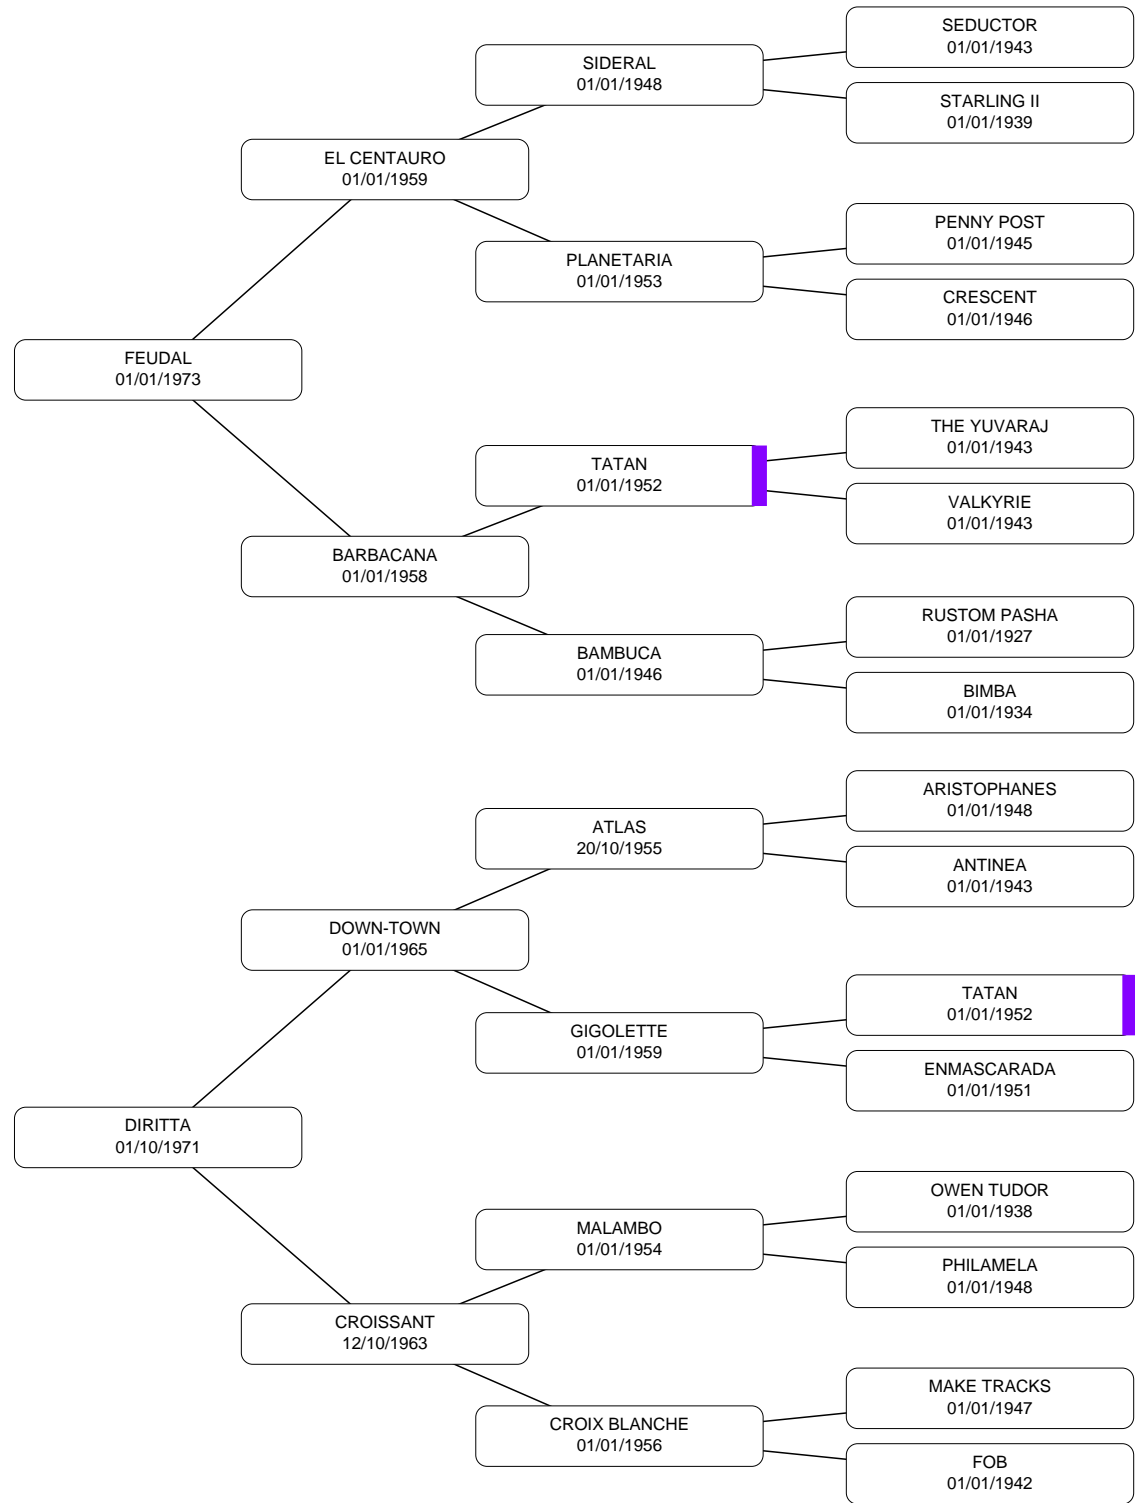 SEDUCTOR
01/01/1943
SIDERAL
01/01/1948
STARLING II
01/01/1939
EL CENTAURO
01/01/1959
PENNY POST
01/01/1945
PLANETARIA
01/01/1953
CRESCENT
01/01/1946
FEUDAL
01/01/1973
THE YUVARAJ
01/01/1943
TATAN
01/01/1952
VALKYRIE
01/01/1943
BARBACANA
01/01/1958
RUSTOM PASHA
01/01/1927
BAMBUCA
01/01/1946
BIMBA
01/01/1934
ARISTOPHANES
01/01/1948
ATLAS
20/10/1955
ANTINEA
01/01/1943
DOWN-TOWN
01/01/1965
TATAN
01/01/1952
GIGOLETTE
01/01/1959
ENMASCARADA
01/01/1951
DIRITTA
01/10/1971
OWEN TUDOR
01/01/1938
MALAMBO
01/01/1954
PHILAMELA
01/01/1948
CROISSANT
12/10/1963
MAKE TRACKS
01/01/1947
CROIX BLANCHE
01/01/1956
FOB
01/01/1942